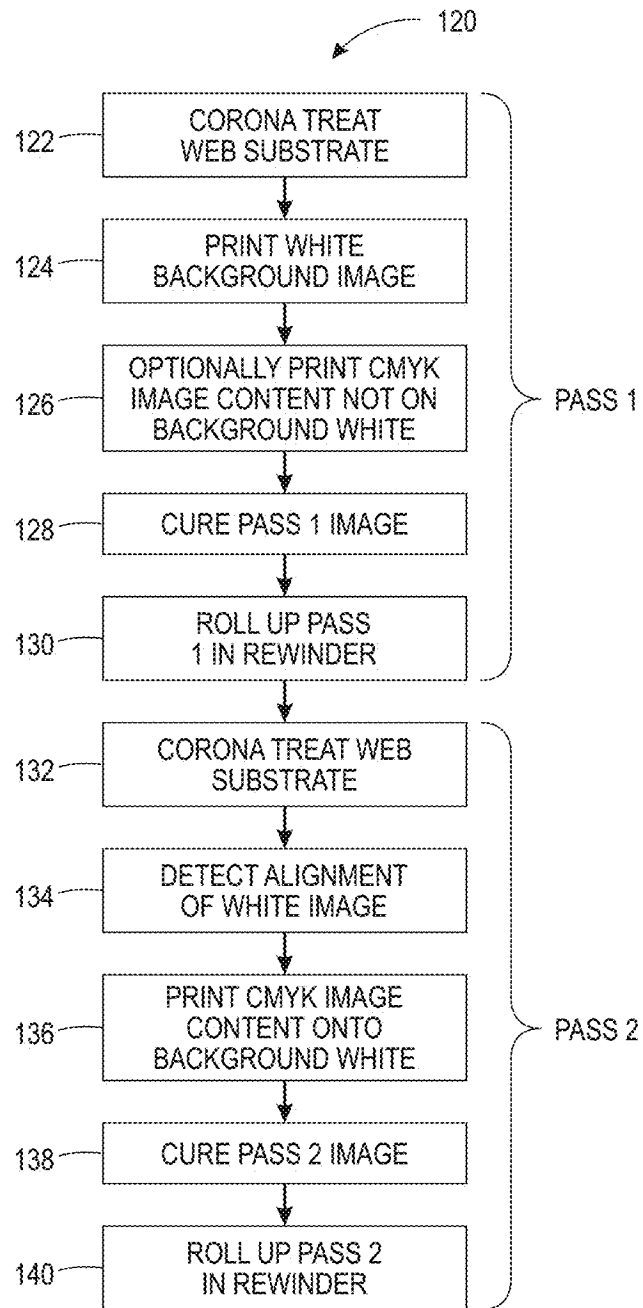 120
122
CORONA TREAT
WEB SUBSTRATE
124
PRINT WHITE
BACKGROUND IMAGE
126
OPTIONALLY PRINT CMYK
IMAGE CONTENT NOT ON
BACKGROUND WHITE
PASS 1
128
CURE PASS 1 IMAGE
130
ROLL UP PASS
1 IN REWINDER
132
CORONA TREAT WEB
SUBSTRATE
134
DETECT ALIGNMENT
OF WHITE IMAGE
136
PRINT CMYK IMAGE
CONTENT ONTO
BACKGROUND WHITE
PASS 2
138
CURE PASS 2 IMAGE
140
ROLL UP PASS 2
IN REWINDER